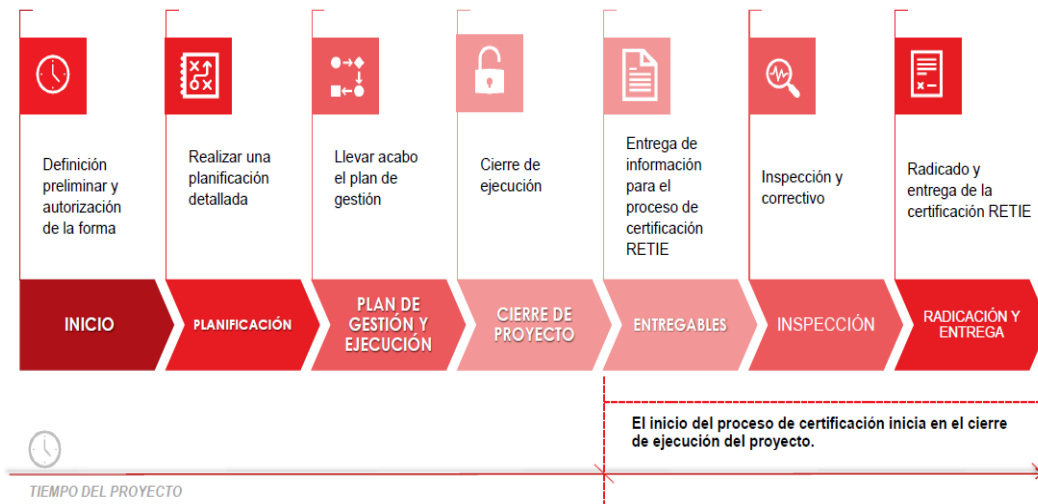 Definición
preliminar y
autorización
de la forma
Realizar una
planificación
detallada
Llevar acabo
el plan de
gestión
Cierre de
ejecución
Entrega de
información
para el
proceso de
certificación
RETIE
Inspección y
correctivo
Radicado y
entrega de la
certificación RETIE
INICIO
PLANIFICACIÓN
PLAN DE
GESTIÓN Y
EJECUCIÓN
CIERRE DE
PROYECTO
ENTREGABLES
INSPECCIÓN
RADICACIÓN Y
ENTREGA
El inicio del proceso de certificación inicia en el cierre
de ejecución del proyecto.
TIEMPO DEL PROYECTO